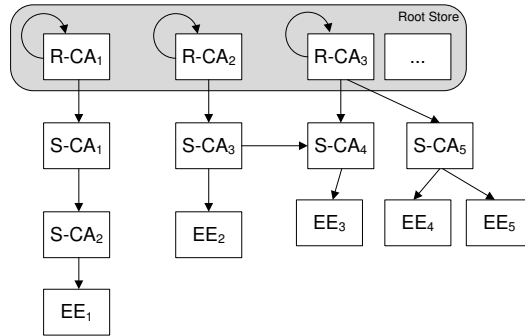 Root Store
R-CA₁
R-CA₂
R-CA₃
...
S-CA₁
S-CA₃
S-CA₄
S-CA₅
S-CA₂
EE₂
EE₃
EE₄
EE₅
EE₁